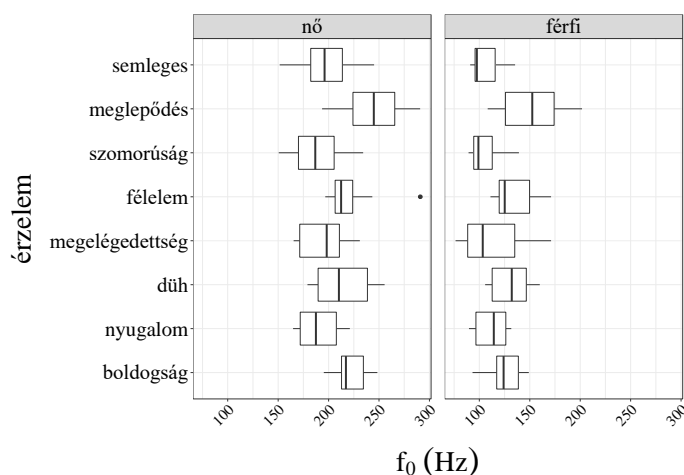 nő férfi
semleges
meglepődés
szomorúság
félelem
megelégedettség
düh
nyugalom
boldogság
érzelem
100 150 200 250 300 100 150 200 250 300
f₀ (Hz)